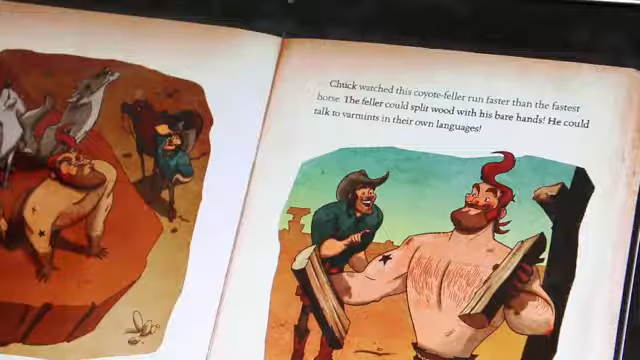 Chuck watched this coyote-feller run faster than the fastest
horse. The feller could split wood with his bare hands! He could
talk to varmints in their own languages!